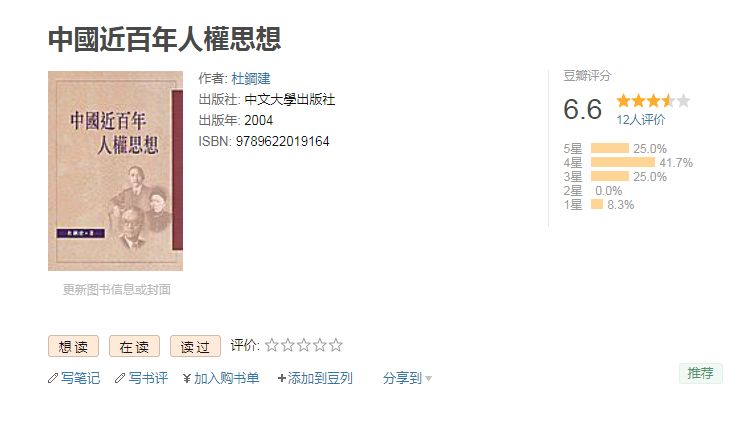 中國近百年人權思想
中國近百年
人權思想
杜鋼建·著
更新图书信息或封面
作者: 杜鋼建
出版社: 中文大學出版社
出版年: 2004
ISBN: 9789622019164
豆瓣评分
6.6
12人评价
5星 25.0%
4星 41.7%
3星 25.0%
2星 0.0%
1星 8.3%
想读 在读 读过 评价:
写笔记 写书评 ¥ 加入购书单 +添加到豆列 分享到
推荐